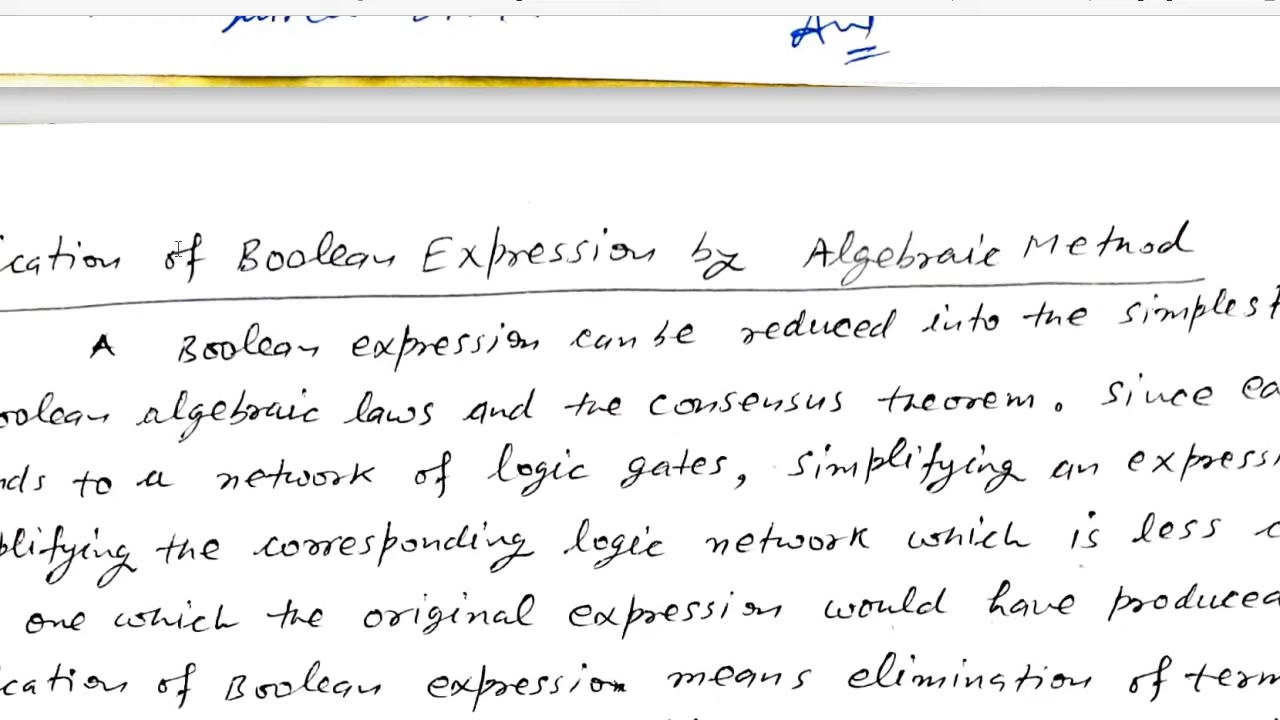 Ans
ication of Boolean Expression by Algebraic Method
A Boolean expression can be reduced into the simplest
oolean algebraic laws and the consensus theorem. Since ea
nds to a network of logic gates, simplifying an expressi
plifying the corresponding logic network which is less c
one which the original expression would have produced
ication of Boolean expression means elimination of term